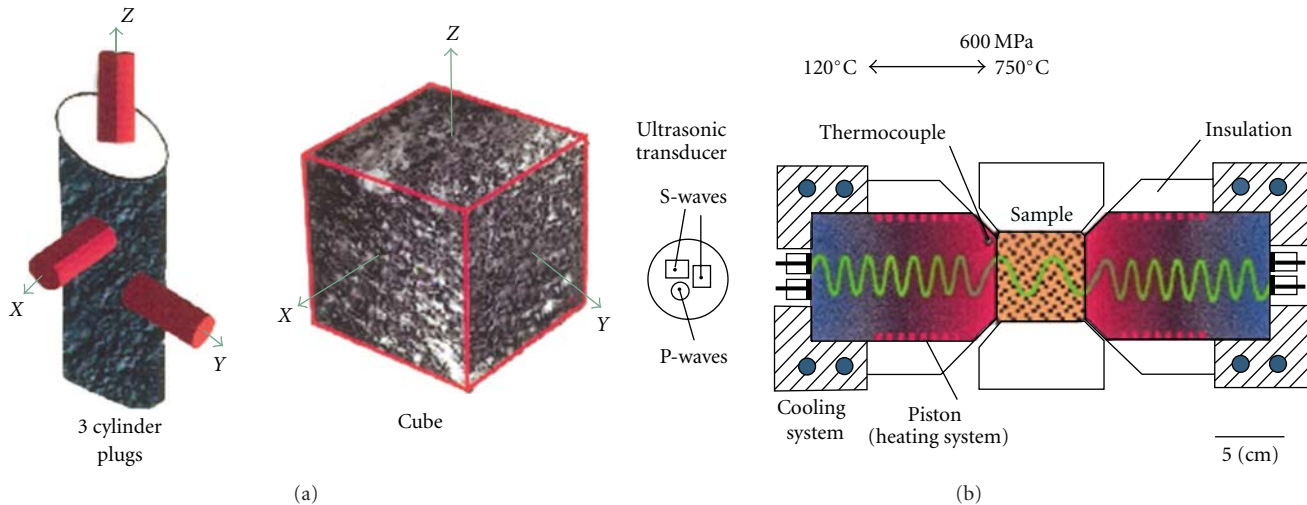 Z
X
Y
3 cylinder
plugs
Z
X
Y
Cube
(a)
Ultrasonic
transducer
S-waves
P-waves
600 MPa
120°C
750°C
Thermocouple
Insulation
Sample
Cooling
system
Piston
(heating system)
5 (cm)
(b)